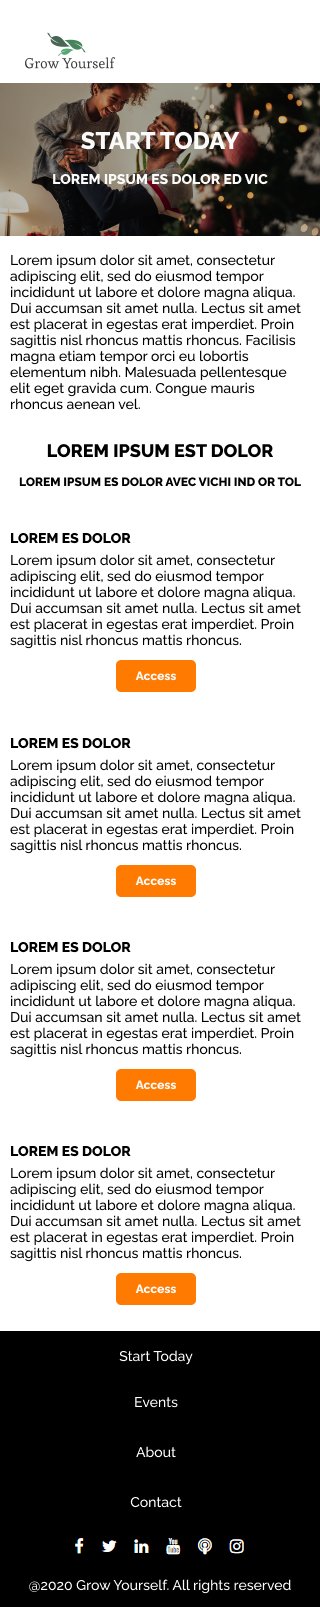 Grow Yourself
START TODAY
LOREM IPSUM ES DOLOR ED VIC
Lorem ipsum dolor sit amet, consectetur
adipiscing elit, sed do eiusmod tempor
incididunt ut labore et dolore magna aliqua.
Dui accumsan sit amet nulla. Lectus sit amet
est placerat in egestas erat imperdiet. Proin
sagittis nisl rhoncus mattis rhoncus. Facilisis
magna etiam tempor orci eu lobortis
elementum nibh. Malesuada pellentesque
elit eget gravida cum. Congue mauris
rhoncus aenean vel.
LOREM IPSUM EST DOLOR
LOREM IPSUM ES DOLOR AVEC VICHI IND OR TOL
LOREM ES DOLOR
Lorem ipsum dolor sit amet, consectetur
adipiscing elit, sed do eiusmod tempor
incididunt ut labore et dolore magna aliqua.
Dui accumsan sit amet nulla. Lectus sit amet
est placerat in egestas erat imperdiet. Proin
sagittis nisl rhoncus mattis rhoncus.
Access
LOREM ES DOLOR
Lorem ipsum dolor sit amet, consectetur
adipiscing elit, sed do eiusmod tempor
incididunt ut labore et dolore magna aliqua.
Dui accumsan sit amet nulla. Lectus sit amet
est placerat in egestas erat imperdiet. Proin
sagittis nisl rhoncus mattis rhoncus.
Access
LOREM ES DOLOR
Lorem ipsum dolor sit amet, consectetur
adipiscing elit, sed do eiusmod tempor
incididunt ut labore et dolore magna aliqua.
Dui accumsan sit amet nulla. Lectus sit amet
est placerat in egestas erat imperdiet. Proin
sagittis nisl rhoncus mattis rhoncus.
Access
LOREM ES DOLOR
Lorem ipsum dolor sit amet, consectetur
adipiscing elit, sed do eiusmod tempor
incididunt ut labore et dolore magna aliqua.
Dui accumsan sit amet nulla. Lectus sit amet
est placerat in egestas erat imperdiet. Proin
sagittis nisl rhoncus mattis rhoncus.
Access
Start Today
Events
About
Contact
You Tube
@2020 Grow Yourself. All rights reserved